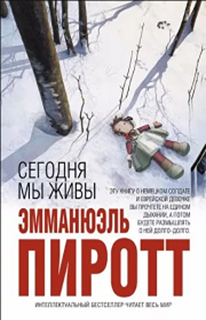 СЕГОДНЯ
МЫ ЖИВЫ
ЭММАНЮЭЛЬ
ПИРОТТ
ЭТУ КНИГУ О НЕМЕЦКОМ СОЛДАТЕ
И ЕВРЕЙСКОЙ ДЕВОЧКЕ
ВЫ ПРОЧТЕТЕ НА ЕДИНОМ
ДЫХАНИИ, А ПОТОМ
БУДЕТЕ РАЗМЫШЛЯТЬ
О НЕЙ ДОЛГО-ДОЛГО.
ИНТЕЛЛЕКТУАЛЬНЫЙ БЕСТСЕЛЛЕР ЧИТАЕТ ВЕСЬ МИР